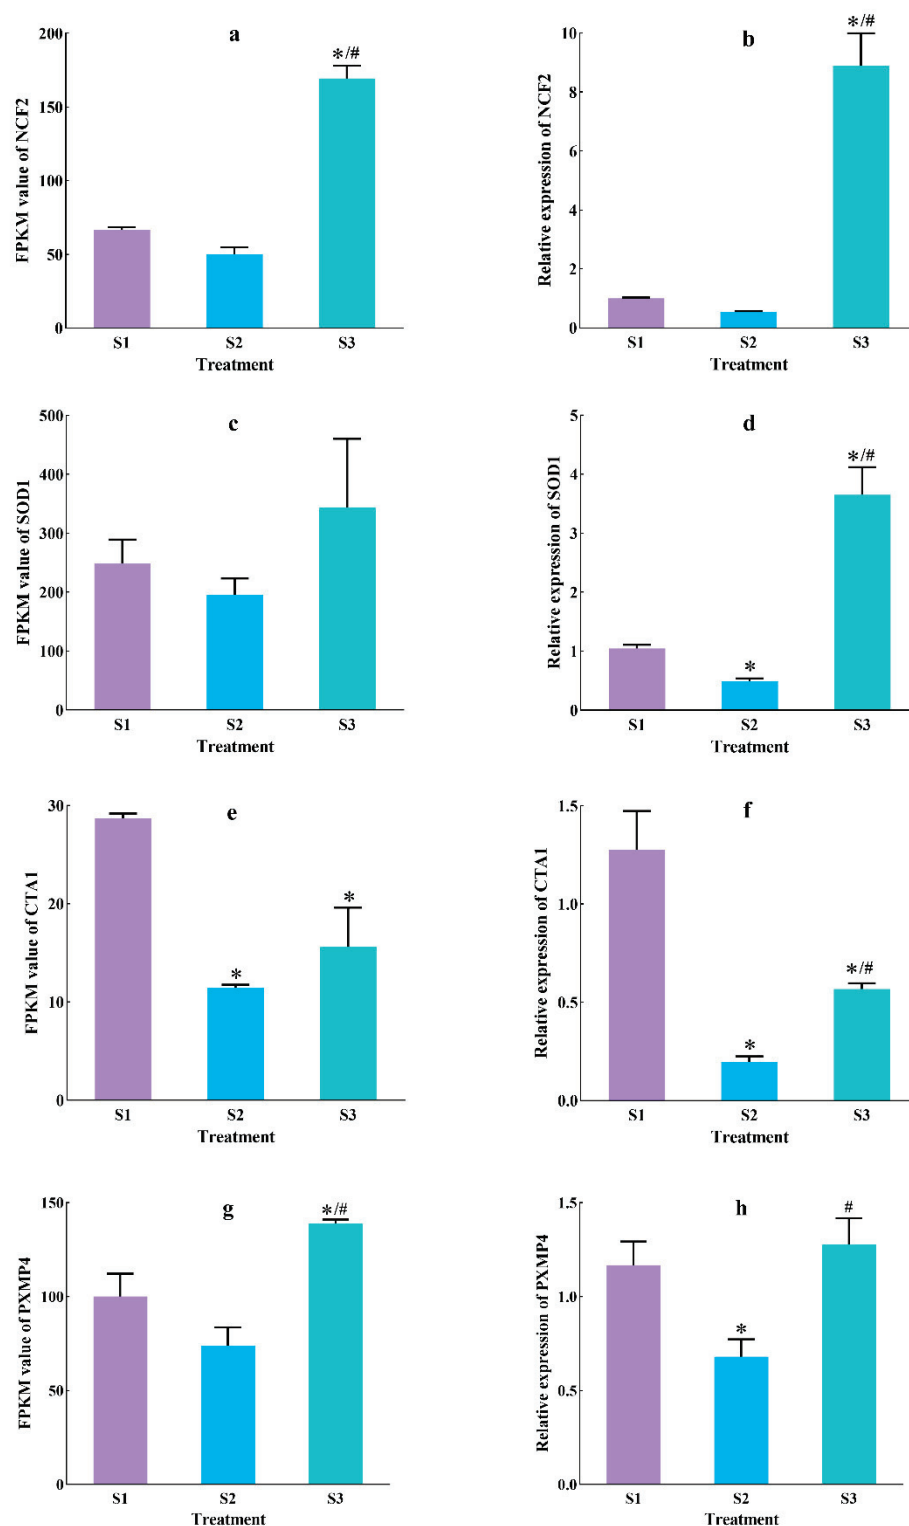 a
FPKM value of NCF2
200
150
100
50
0
*/#
S1 S2 S3
Treatment
b
Relative expression of NCF2
10
8
6
4
2
0
*/#
S1 S2 S3
Treatment
c
FPKM value of SOD1
500
400
300
200
100
0
S1 S2 S3
Treatment
d
Relative expression of SOD1
5
4
3
2
1
0
*
*/#
S1 S2 S3
Treatment
e
FPKM value of CTA1
30
20
10
0
*
*
S1 S2 S3
Treatment
f
Relative expression of CTA1
1.5
1.0
0.5
0.0
*
*/#
S1 S2 S3
Treatment
g
FPKM value of PXMP4
150
100
50
0
*/#
S1 S2 S3
Treatment
h
Relative expression of PXMP4
1.5
1.0
0.5
0.0
*
#
S1 S2 S3
Treatment